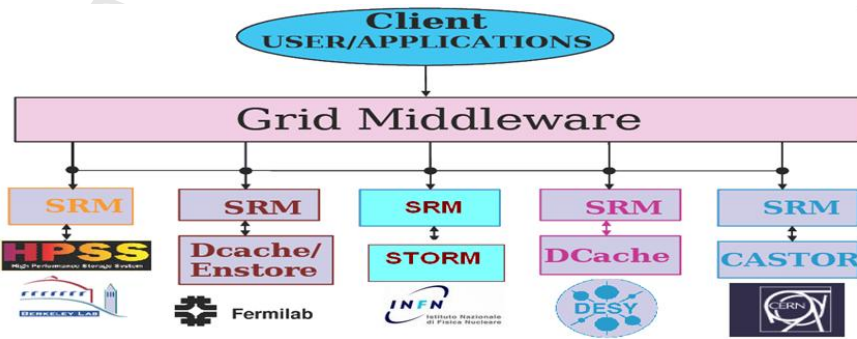 Client
USER/APPLICATIONS
Grid Middleware
SRM
SRM
SRM
SRM
SRM
HPSS
High Performance Storage System
Dcache/
Enstore
STORM
DCache
CASTOR
BERKELEY LAB
Fermilab
INFN
Istituto Nazionale
di Fisica Nucleare
DESY
CERN